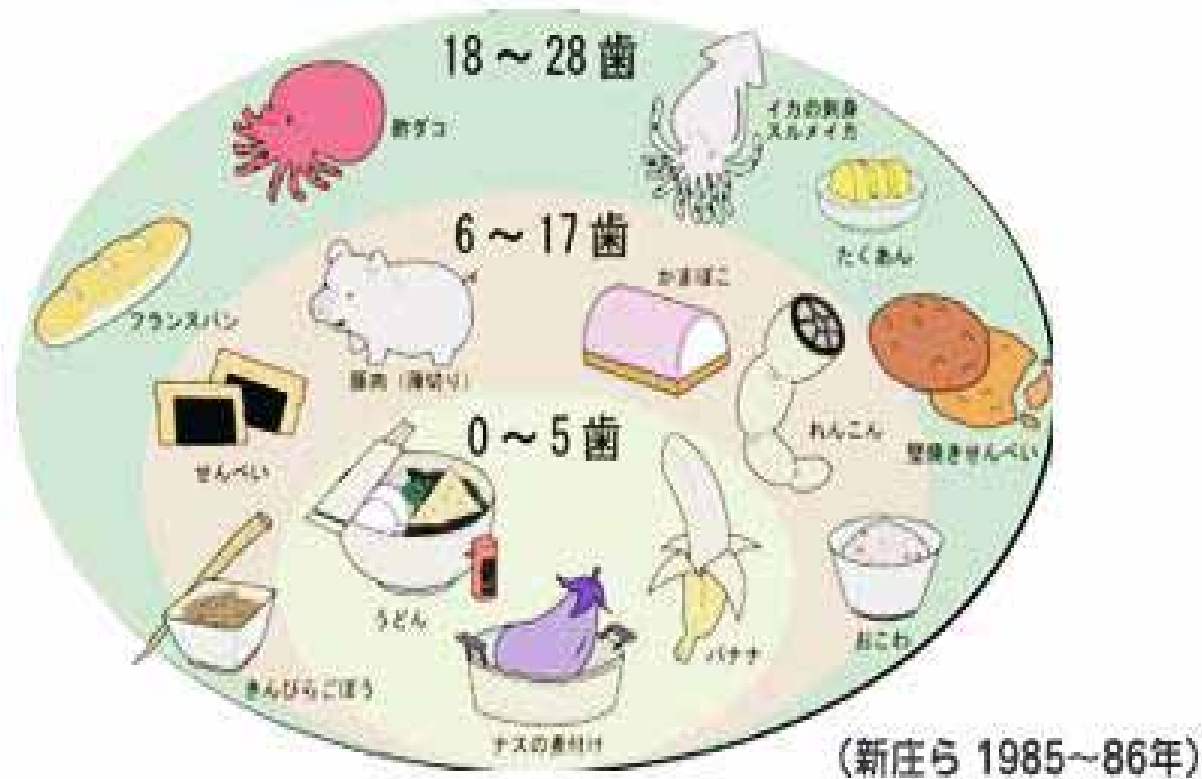 18～28歯
酢ダコ
イカの刺身
スルメイカ
たくあん
フランスパン
堅焼きせんべい
6～17歯
豚肉(薄切り)
かまぼこ
せんべい
れんこん
きんぴらごぼう
おこわ
0～5歯
うどん
バナナ
ナスの煮付け
(新庄ら 1985～86年)